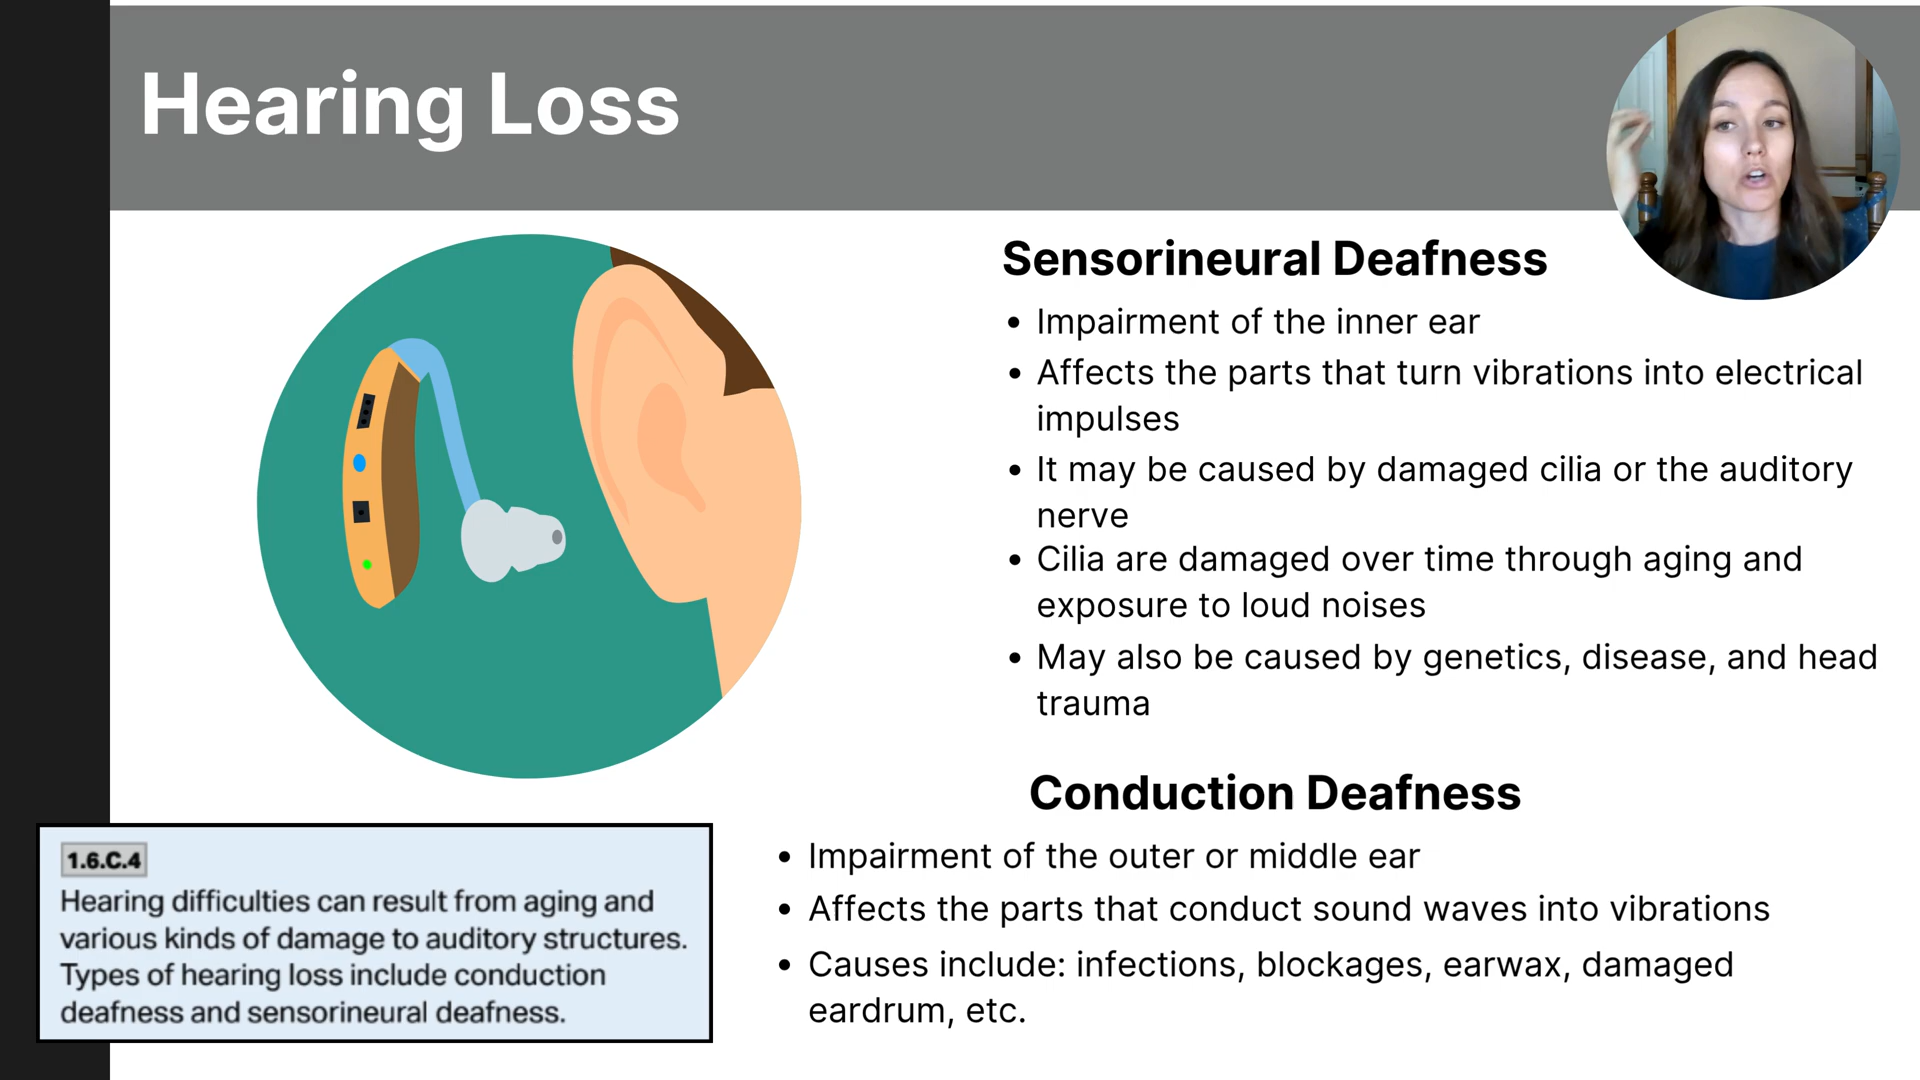 Hearing Loss
Sensorineural Deafness
• Impairment of the inner ear
• Affects the parts that turn vibrations into electrical
impulses
• It may be caused by damaged cilia or the auditory
nerve
• Cilia are damaged over time through aging and
exposure to loud noises
• May also be caused by genetics, disease, and head
trauma
Conduction Deafness
• Impairment of the outer or middle ear
• Affects the parts that conduct sound waves into vibrations
• Causes include: infections, blockages, earwax, damaged
eardrum, etc.
1.6.C.4
Hearing difficulties can result from aging and
various kinds of damage to auditory structures.
Types of hearing loss include conduction
deafness and sensorineural deafness.